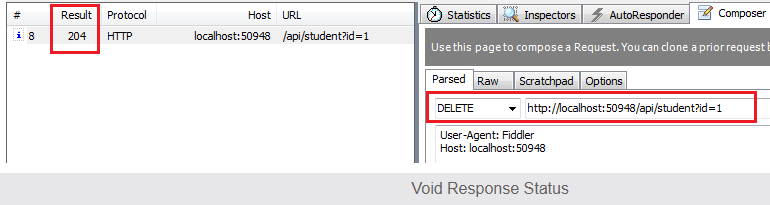 # Result Protocol Host URL
8 204 HTTP localhost:50948 /api/student?id=1
Statistics Inspectors AutoResponder Composer
Use this page to compose a Request. You can clone a prior request b
Parsed Raw Scratchpad Options
DELETE http://localhost:50948/api/student?id=1
User-Agent: Fiddler
Host: localhost:50948
Void Response Status